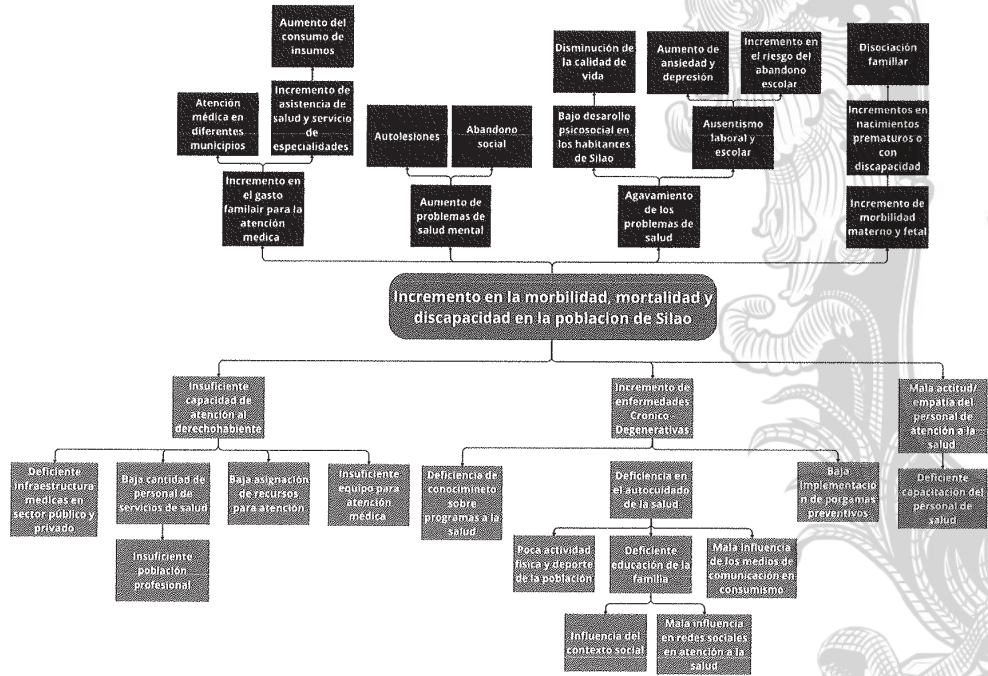 Aumento del
consumo de
insumos
Disminución de
la calidad de
vida
Aumento de
ansiedad y
depresión
Incremento en
el riesgo del
abandono
escolar
Disociación
familiar
Atención
médica en
diferentes
municipios
Incremento de
asistencia de
salud y servicio
de
especialidades
Autolesiones
Abandono
social
Bajo desarollo
psicosocial en
los habitantes
de Silao
Ausentismo
laboral y
escolar
Incrementos en
nacimientos
prematuros o
con
discapacidad
Incremento en
el gasto
familair para la
atención
medica
Aumento de
problemas de
salud mental
Agavamiento
de los
problemas de
salud
Incremento de
morbilidad
materno y fetal
Incremento en la morbilidad, mortalidad y
discapacidad en la poblacion de Silao
Insuficiente
capacidad de
atención al
derechohabiente
Incremento de
enfermedades
Cronico -
Degenerativas
Mala actitud/
empatía del
personal de
atención a la
salud
Deficiente
infraestructura
médicas en
sector público y
privado
Baja cantidad de
personal de
servicios de salud
Baja asignación
de recursos
para atención
Insuficiente
equipo para
atención
médica
Deficiencia de
conocimineto
sobre
programas a la
salud
Deficiencia en
el autocuidado
de la salud
Baja
implementació
n de porgamas
preventivos
Deficiente
capacitación del
personal de
salud
Insuficiente
población
profesional
Poca actividad
física y deporte
de la población
Deficiente
educación de la
familia
Mala influencia
de los medios de
comunicación en
consumismo
Influencia del
contexto social
Mala influencia
en redes sociales
en atención a la
salud